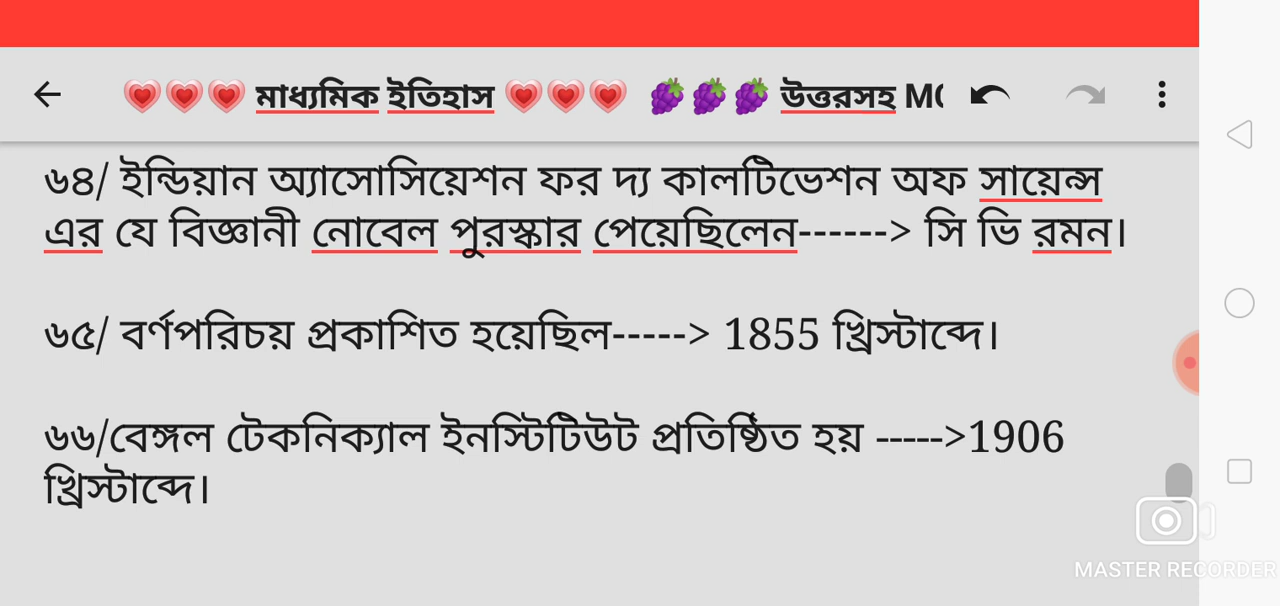 💗💗💗 মাধ্যমিক ইতিহাস 💗💗💗 🍇🍇🍇 উত্তরসহ
৬৪/ ইন্ডিয়ান অ্যাসোসিয়েশন ফর দ্য কালটিভেশন অফ সায়েন্স
এর যে বিজ্ঞানী নোবেল পুরস্কার পেয়েছিলেন------> সি ভি রমন।
৬৫/ বর্ণপরিচয় প্রকাশিত হয়েছিল-----> 1855 খ্রিস্টাব্দে।
৬৬/বেঙ্গল টেকনিক্যাল ইনস্টিটিউট প্রতিষ্ঠিত হয় ----->1906
খ্রিস্টাব্দে।
MASTER RECORDER